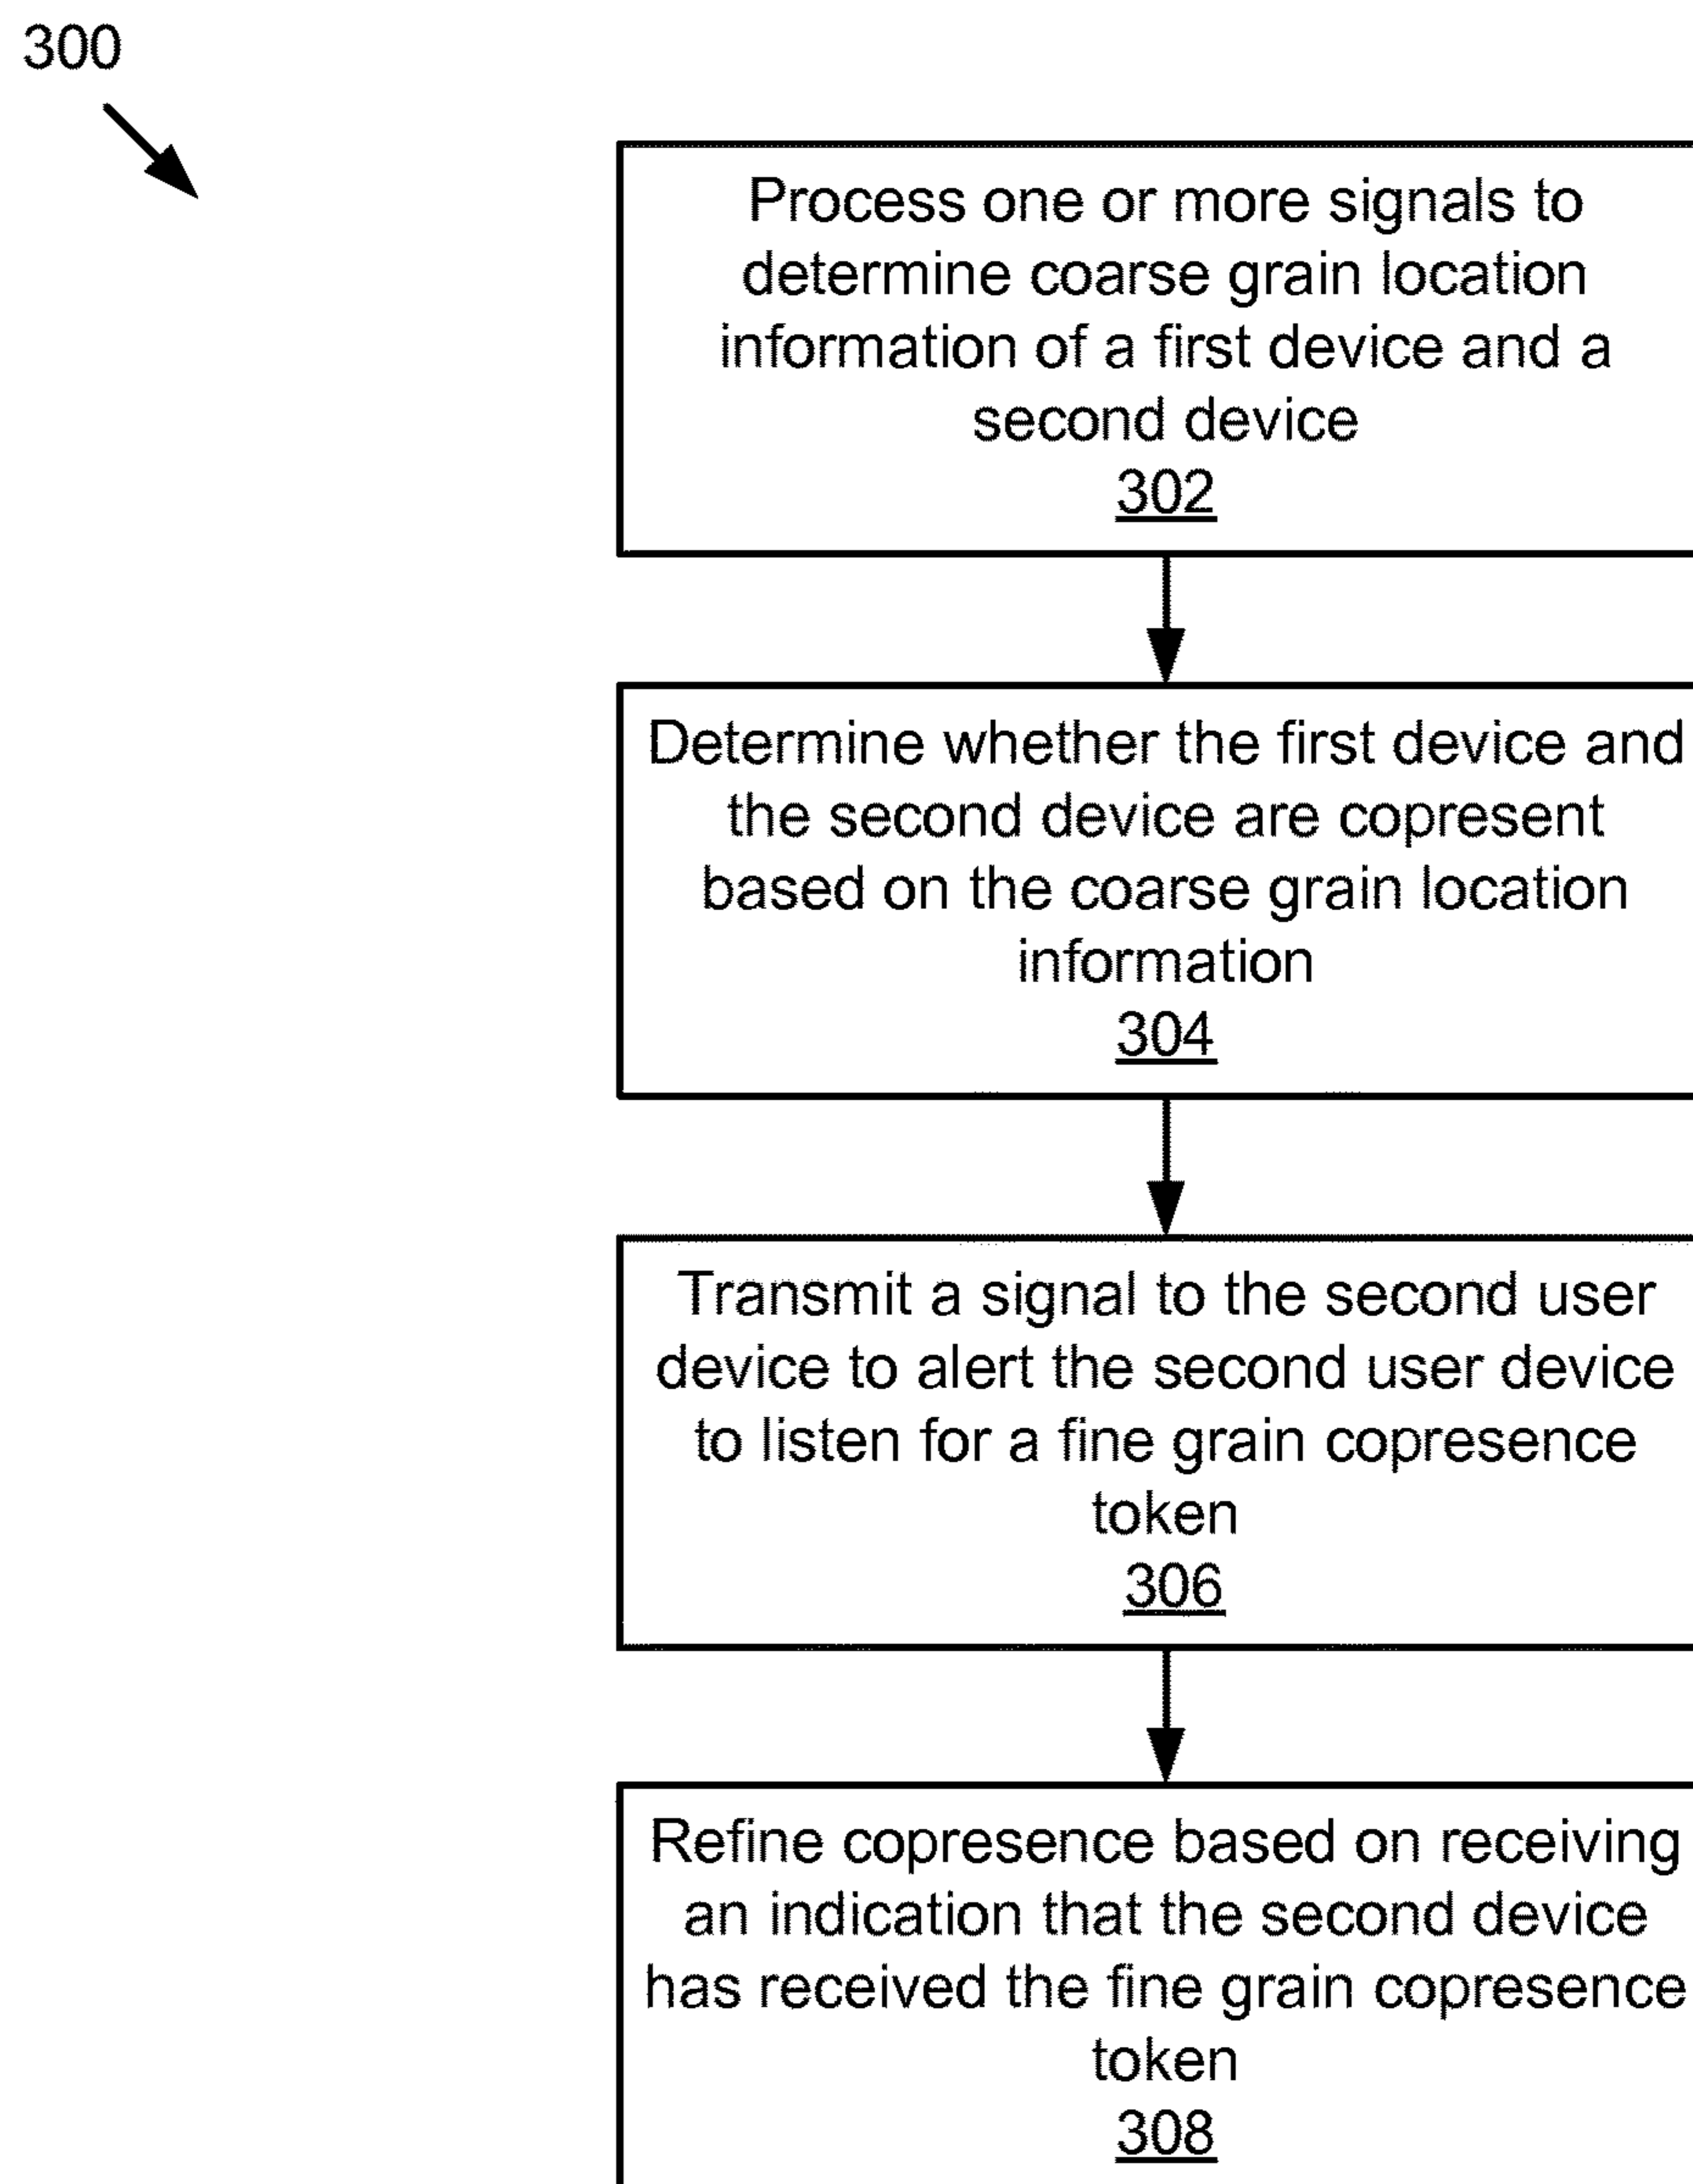 300
Process one or more signals to
determine coarse grain location
information of a first device and a
second device
302
Determine whether the first device and
the second device are copresent
based on the coarse grain location
information
304
Transmit a signal to the second user
device to alert the second user device
to listen for a fine grain copresence
token
306
Refine copresence based on receiving
an indication that the second device
has received the fine grain copresence
token
308